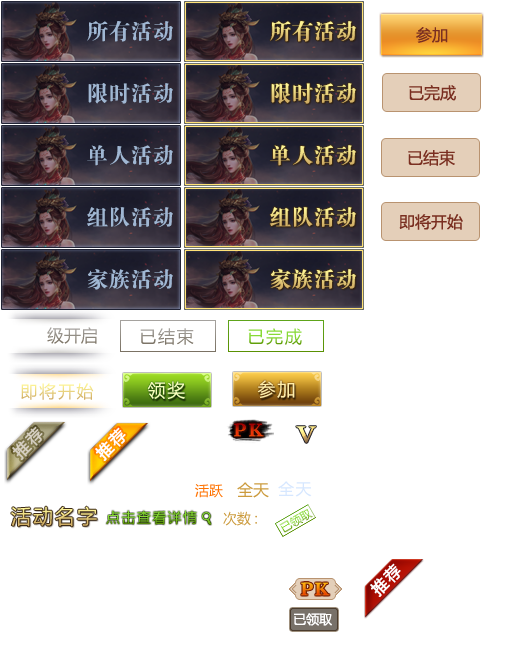 所有活动 所有活动 参加
限时活动 限时活动 已完成
单人活动 单人活动 已结束
组队活动 组队活动 即将开始
家族活动 家族活动
级开启 已结束 已完成
即将开始 领奖 参加
推荐 推荐 PK V
活跃 全天 全天
活动名字 点击查看详情 次数： 已领取
PK 推荐
已领取